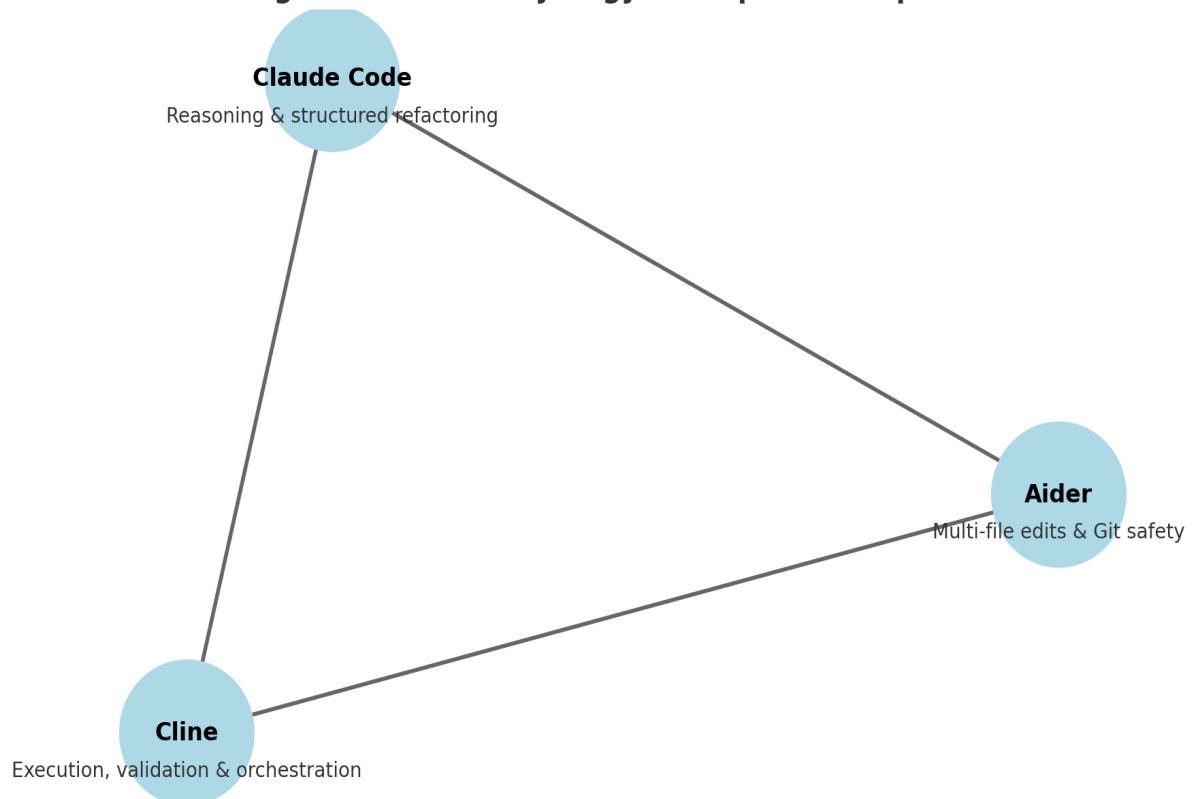 Claude Code
Reasoning & structured refactoring
Aider
Multi-file edits & Git safety
Cline
Execution, validation & orchestration